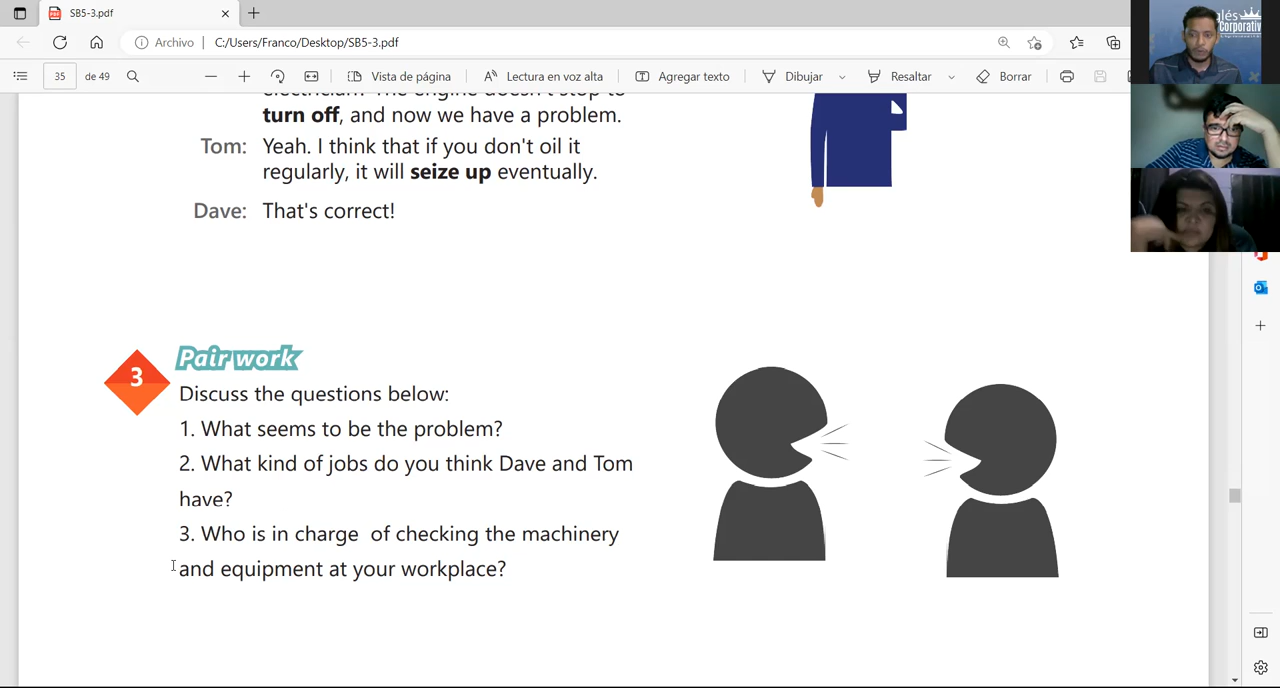 SB5-3.pdf
Archivo | C:/Users/Franco/Desktop/SB5-3.pdf
35 de 49
Vista de página
Lectura en voz alta
Agregar texto
Dibujar
Resaltar
Borrar
glés
Corporativ
turn off, and now we have a problem.
Tom: Yeah. I think that if you don't oil it
regularly, it will seize up eventually.
Dave: That's correct!
3
Pair work
Discuss the questions below:
1. What seems to be the problem?
2. What kind of jobs do you think Dave and Tom
have?
3. Who is in charge of checking the machinery
and equipment at your workplace?